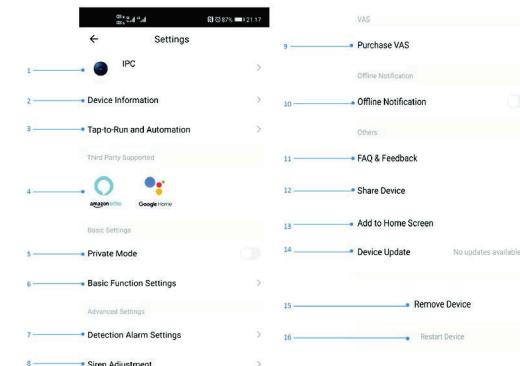 87% 21.17
Settings
1 IPC
2 Device Information
3 Tap-to-Run and Automation
Third Party Supported
4
amazon echo Google Home
Basic Settings
5 Private Mode
6 Basic Function Settings
Advanced Settings
7 Detection Alarm Settings
8 Siren Adjustment
VAS
9 Purchase VAS
Offline Notification
10 Offline Notification
Others
11 FAQ & Feedback
12 Share Device
13 Add to Home Screen
14 Device Update No updates available
15 Remove Device
16 Restart Device